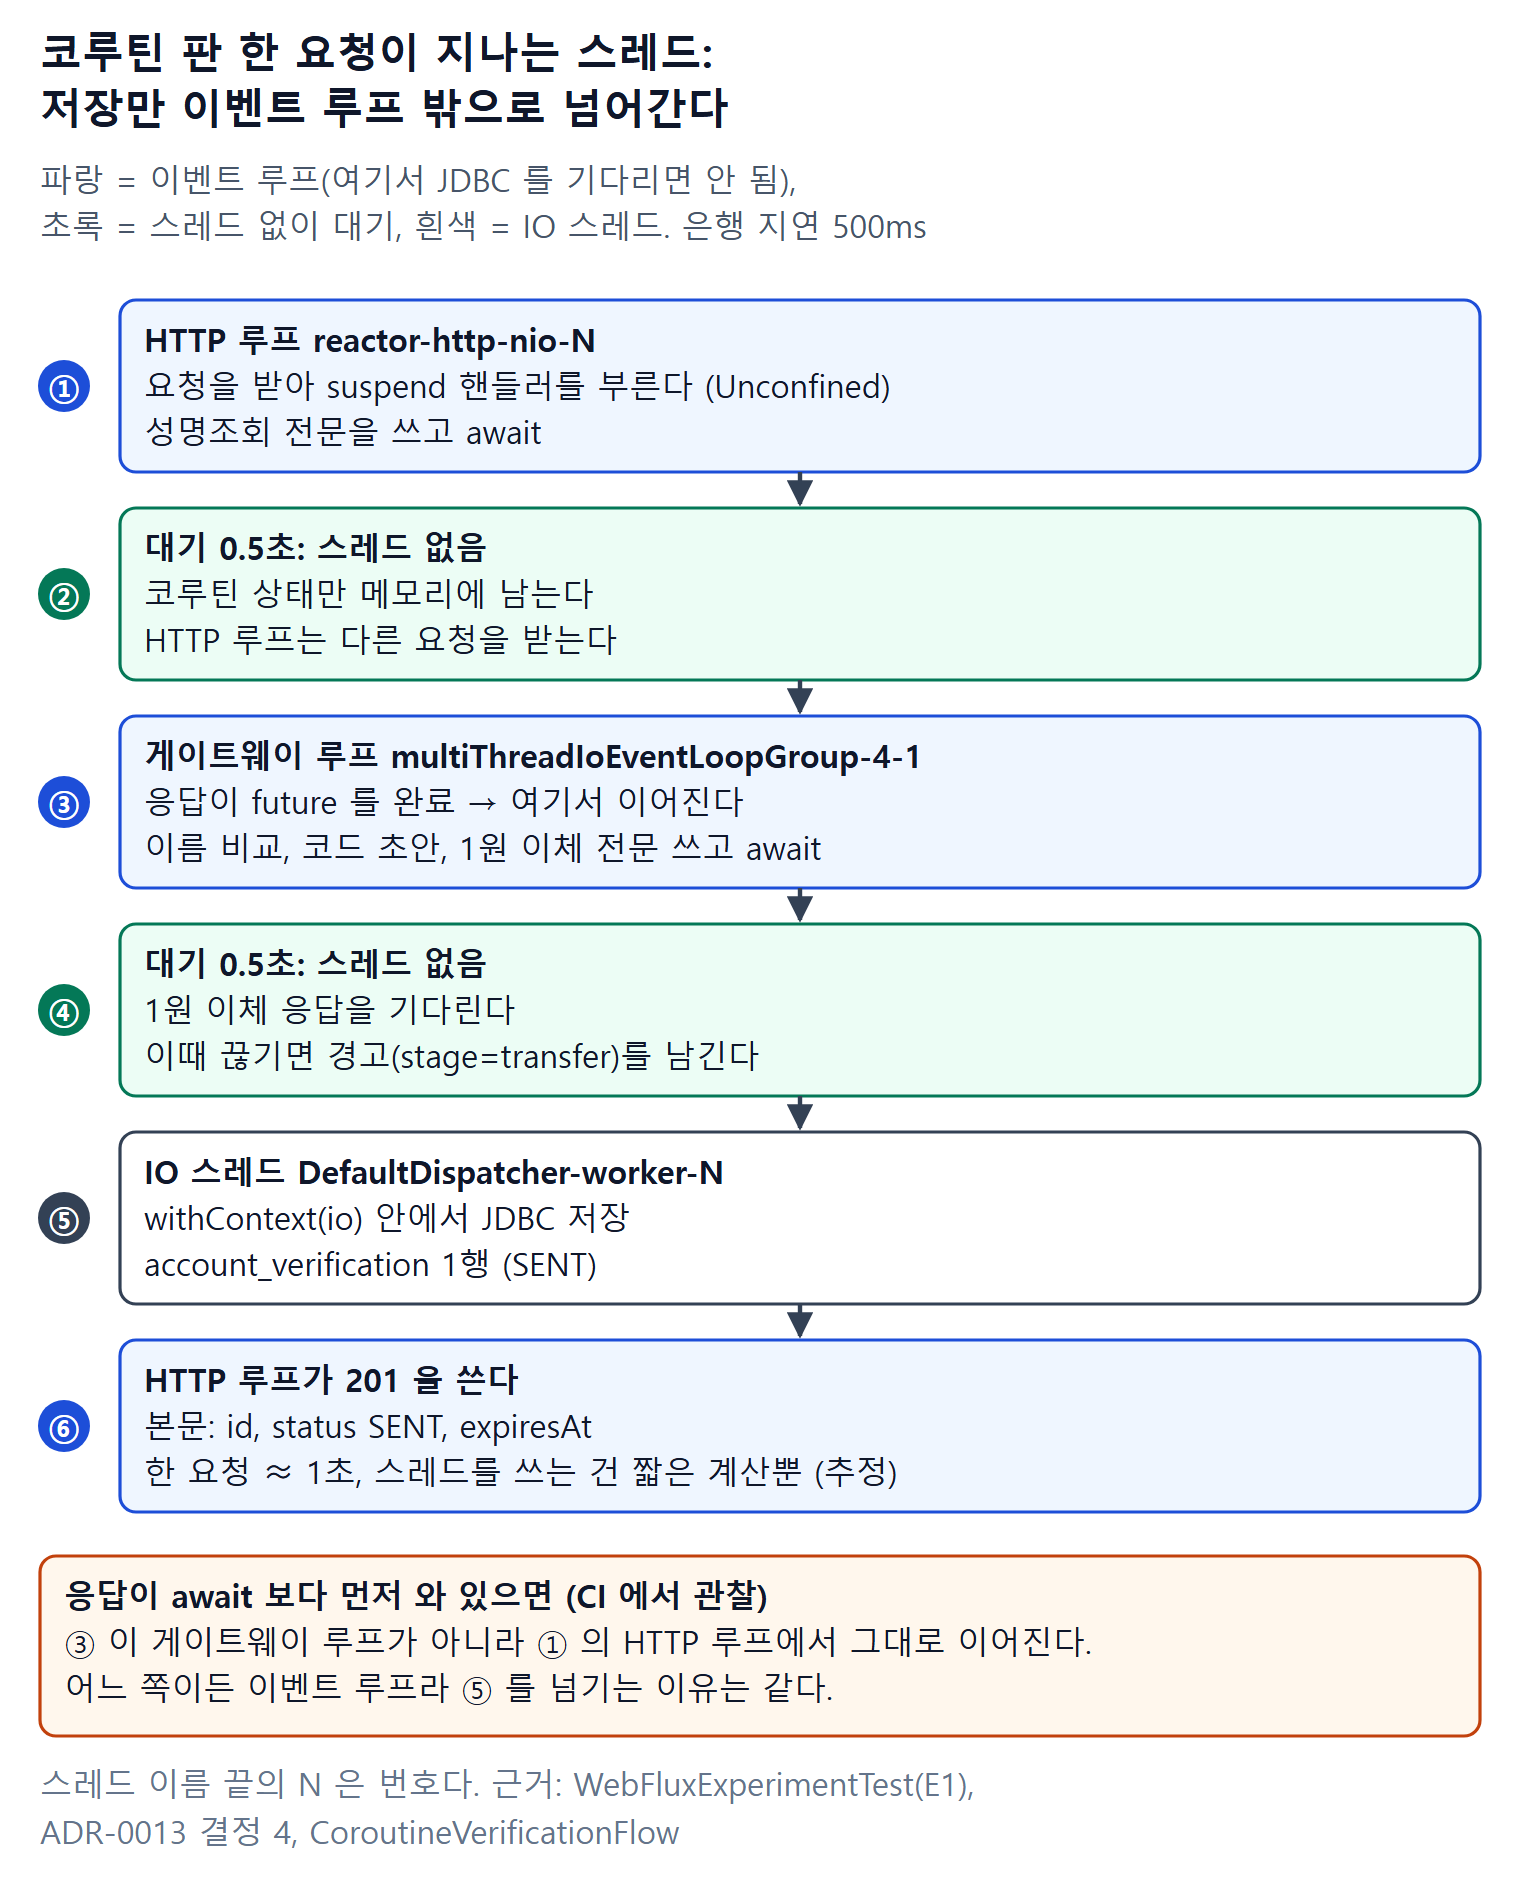 코루틴 판 한 요청이 지나는 스레드:
저장만 이벤트 루프 밖으로 넘어간다
파랑 = 이벤트 루프(여기서 JDBC 를 기다리면 안 됨),
초록 = 스레드 없이 대기, 흰색 = IO 스레드. 은행 지연 500ms
①
HTTP 루프 reactor-http-nio-N
요청을 받아 suspend 핸들러를 부른다 (Unconfined)
성명조회 전문을 쓰고 await
②
대기 0.5초: 스레드 없음
코루틴 상태만 메모리에 남는다
HTTP 루프는 다른 요청을 받는다
③
게이트웨이 루프 multiThreadIoEventLoopGroup-4-1
응답이 future 를 완료 → 여기서 이어진다
이름 비교, 코드 초안, 1원 이체 전문 쓰고 await
④
대기 0.5초: 스레드 없음
1원 이체 응답을 기다린다
이때 끊기면 경고(stage=transfer)를 남긴다
⑤
IO 스레드 DefaultDispatcher-worker-N
withContext(io) 안에서 JDBC 저장
account_verification 1행 (SENT)
⑥
HTTP 루프가 201 을 쓴다
본문: id, status SENT, expiresAt
한 요청 ≈ 1초, 스레드를 쓰는 건 짧은 계산뿐 (추정)
응답이 await 보다 먼저 와 있으면 (CI 에서 관찰)
③ 이 게이트웨이 루프가 아니라 ① 의 HTTP 루프에서 그대로 이어진다.
어느 쪽이든 이벤트 루프라 ⑤ 를 넘기는 이유는 같다.
스레드 이름 끝의 N 은 번호다. 근거: WebFluxExperimentTest(E1),
ADR-0013 결정 4, CoroutineVerificationFlow